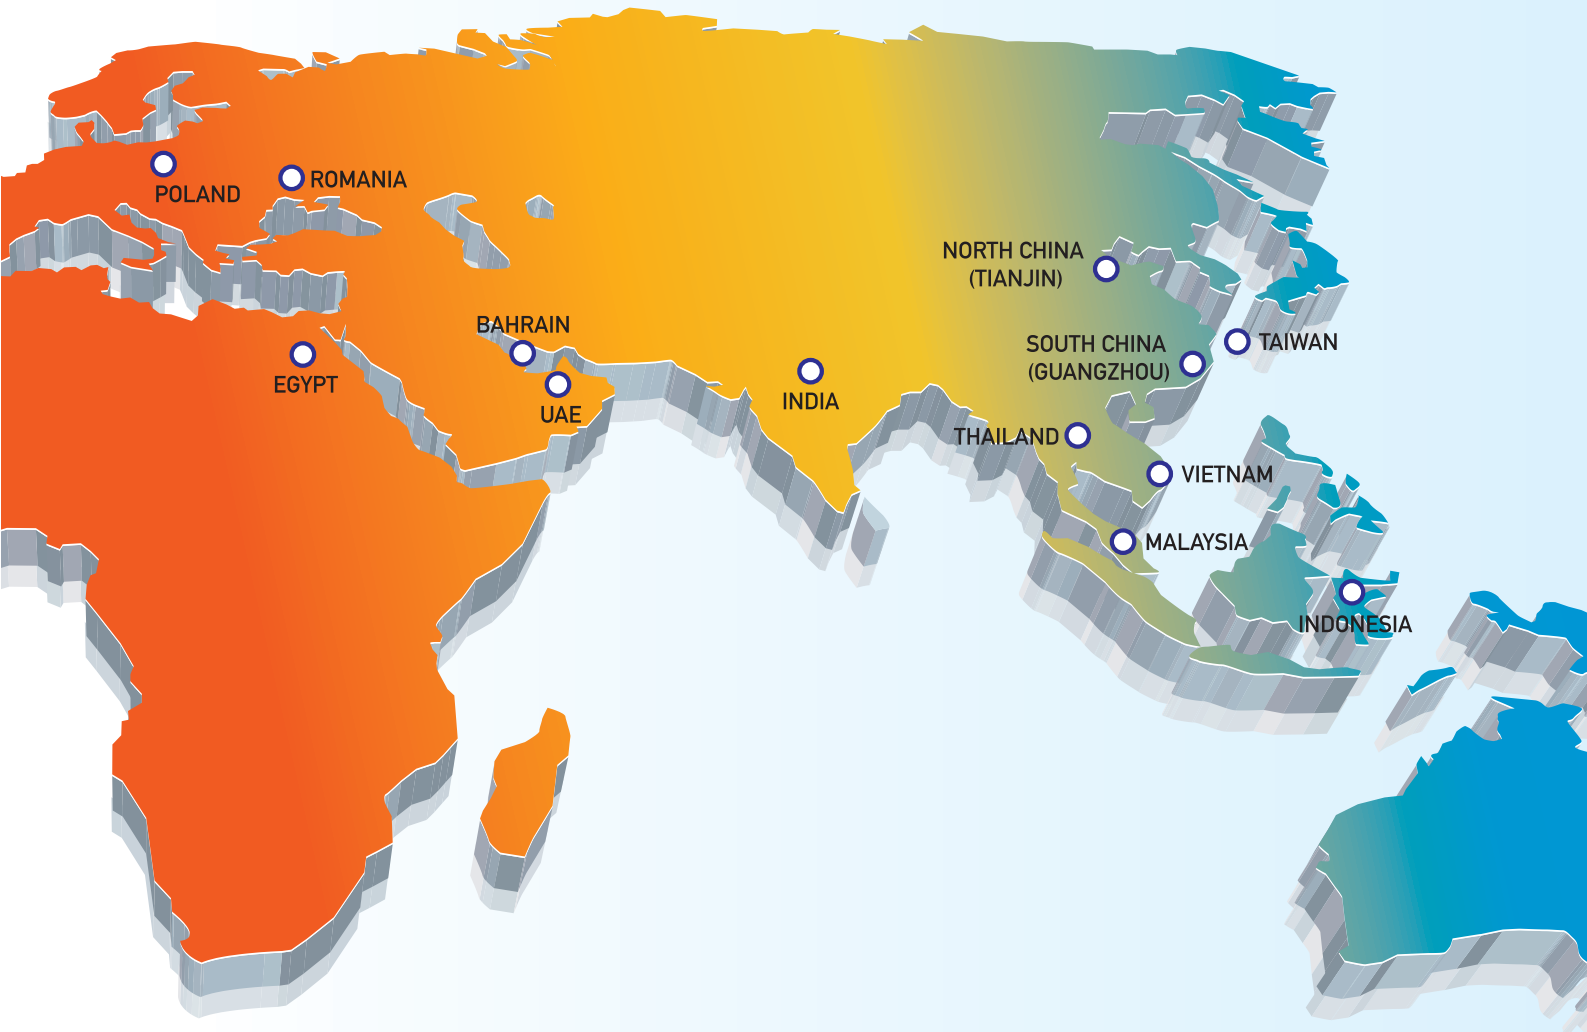 POLAND
ROMANIA
NORTH CHINA
(TIANJIN)
BAHRAIN
EGYPT
UAE
INDIA
SOUTH CHINA
(GUANGZHOU)
TAIWAN
THAILAND
VIETNAM
MALAYSIA
INDONESIA